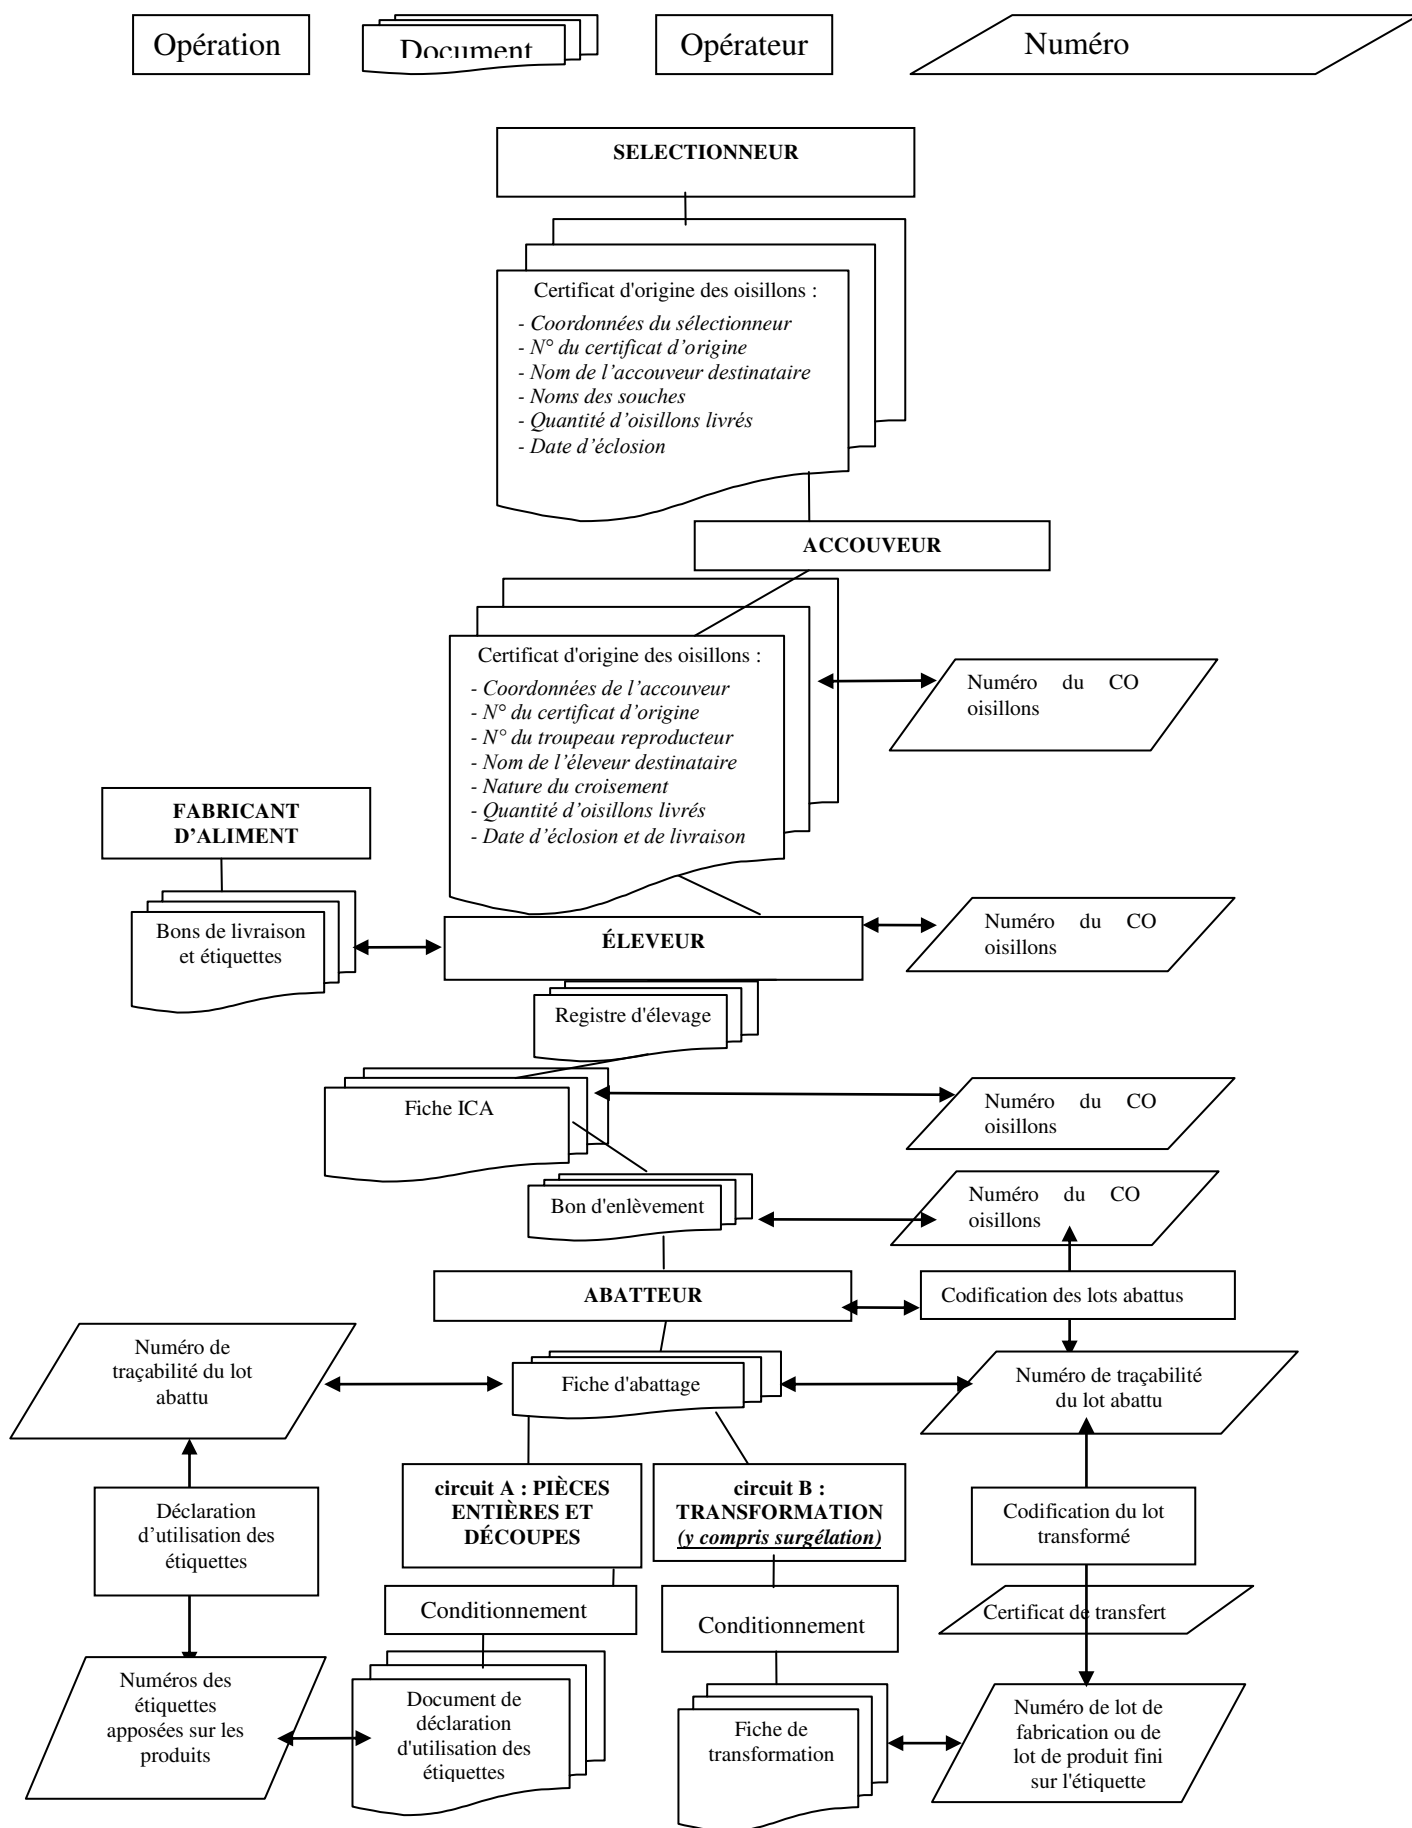 Opération
Document
Opérateur
Numéro
SELECTIONNEUR
Certificat d'origine des oisillons :
- Coordonnées du sélectionneur
- N° du certificat d'origine
- Nom de l'accouveur destinataire
- Noms des souches
- Quantité d'oisillons livrés
- Date d'éclosion
ACCOUVEUR
Certificat d'origine des oisillons :
- Coordonnées de l'accouveur
- N° du certificat d'origine
- N° du troupeau reproducteur
- Nom de l'éleveur destinataire
- Nature du croisement
- Quantité d'oisillons livrés
- Date d'éclosion et de livraison
Numéro du CO
oisillons
FABRICANT
D'ALIMENT
Bons de livraison
et étiquettes
ÉLEVEUR
Numéro du CO
oisillons
Registre d'élevage
Fiche ICA
Numéro du CO
oisillons
Bon d'enlèvement
Numéro du CO
oisillons
ABATTEUR
Codification des lots abattus
Numéro de
traçabilité du lot
abattu
Fiche d'abattage
Numéro de traçabilité
du lot abattu
Déclaration
d'utilisation des
étiquettes
circuit A : PIÈCES
ENTIÈRES ET
DÉCOUPES
circuit B :
TRANSFORMATION
(y compris surgélation)
Codification du lot
transformé
Conditionnement
Conditionnement
Certificat de transfert
Numéros des
étiquettes
apposées sur les
produits
Document de
déclaration
d'utilisation des
étiquettes
Fiche de
transformation
Numéro de lot de
fabrication ou de
lot de produit fini
sur l'étiquette